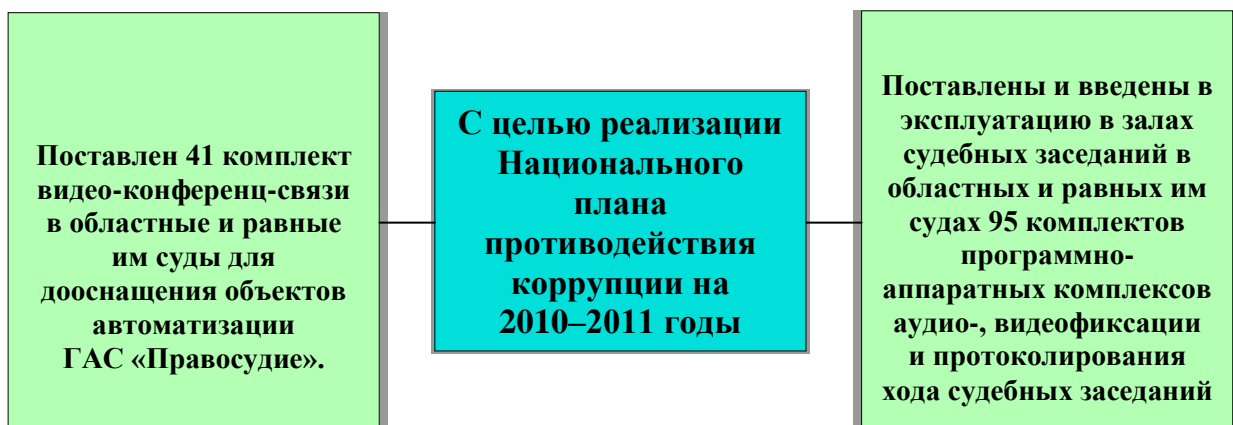 Поставлен 41 комплект
видео-конференц-связи
в областные и равные
им суды для
дооснащения объектов
автоматизации
ГАС «Правосудие».
С целью реализации
Национального
плана
противодействия
коррупции на
2010–2011 годы
Поставлены и введены в
эксплуатацию в залах
судебных заседаний в
областных и равных им
судах 95 комплектов
программно-
аппаратных комплексов
аудио-, видеофиксации
и протоколирования
хода судебных заседаний